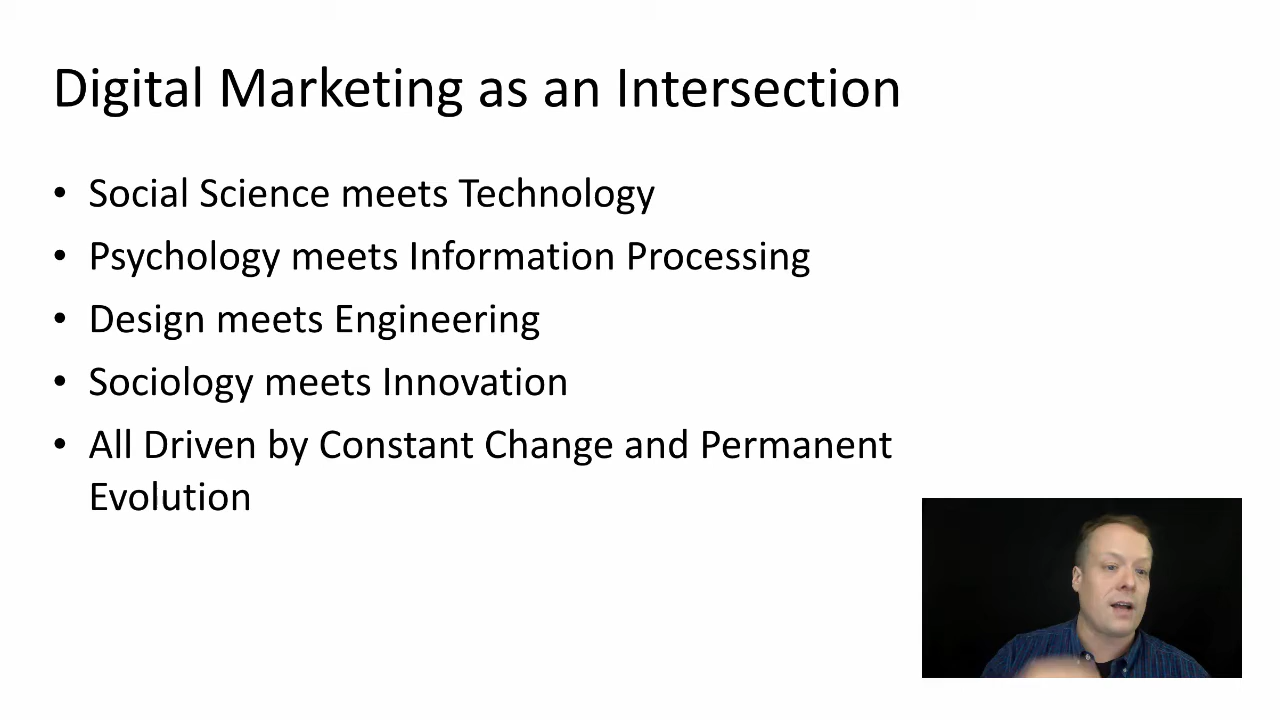 Digital Marketing as an Intersection
• Social Science meets Technology
• Psychology meets Information Processing
• Design meets Engineering
• Sociology meets Innovation
• All Driven by Constant Change and Permanent
Evolution